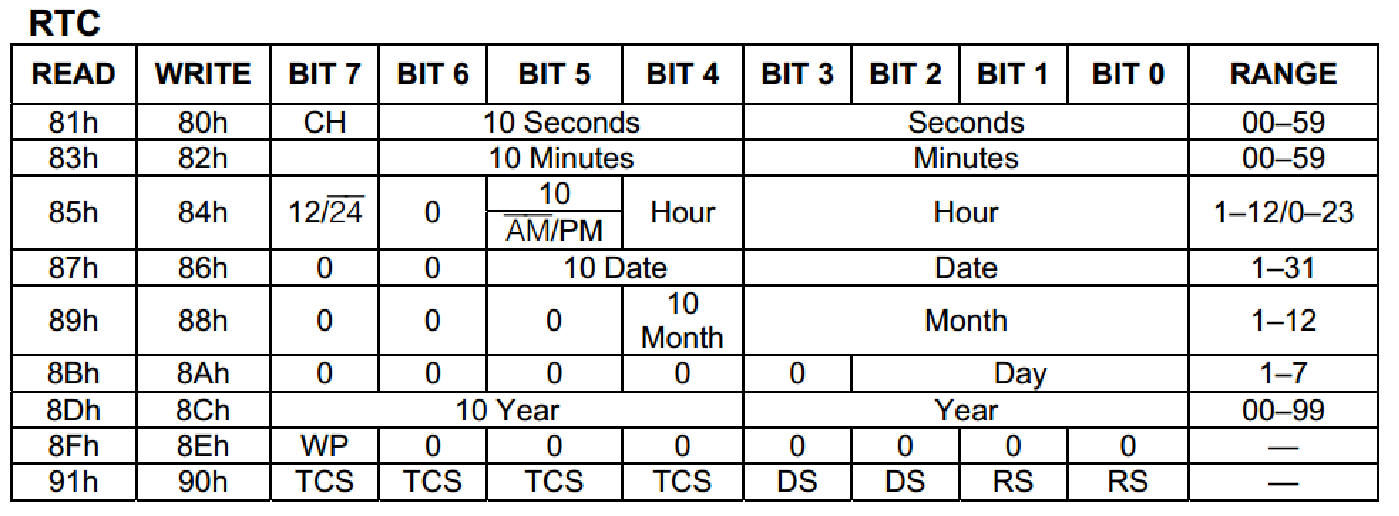 RTC
READ WRITE BIT 7 BIT 6 BIT 5 BIT 4 BIT 3 BIT 2 BIT 1 BIT 0 RANGE
81h 80h CH 10 Seconds Seconds 00–59
83h 82h 10 Minutes Minutes 00–59
85h 84h 12/2̅4̅ 0 10 Hour Hour 1–12/0–23
A̅M̅/PM
87h 86h 0 0 10 Date Date 1–31
89h 88h 0 0 0 10 Month Month 1–12
8Bh 8Ah 0 0 0 0 0 Day 1–7
8Dh 8Ch 10 Year Year 00–99
8Fh 8Eh WP 0 0 0 0 0 0 0 —
91h 90h TCS TCS TCS TCS DS DS RS RS —